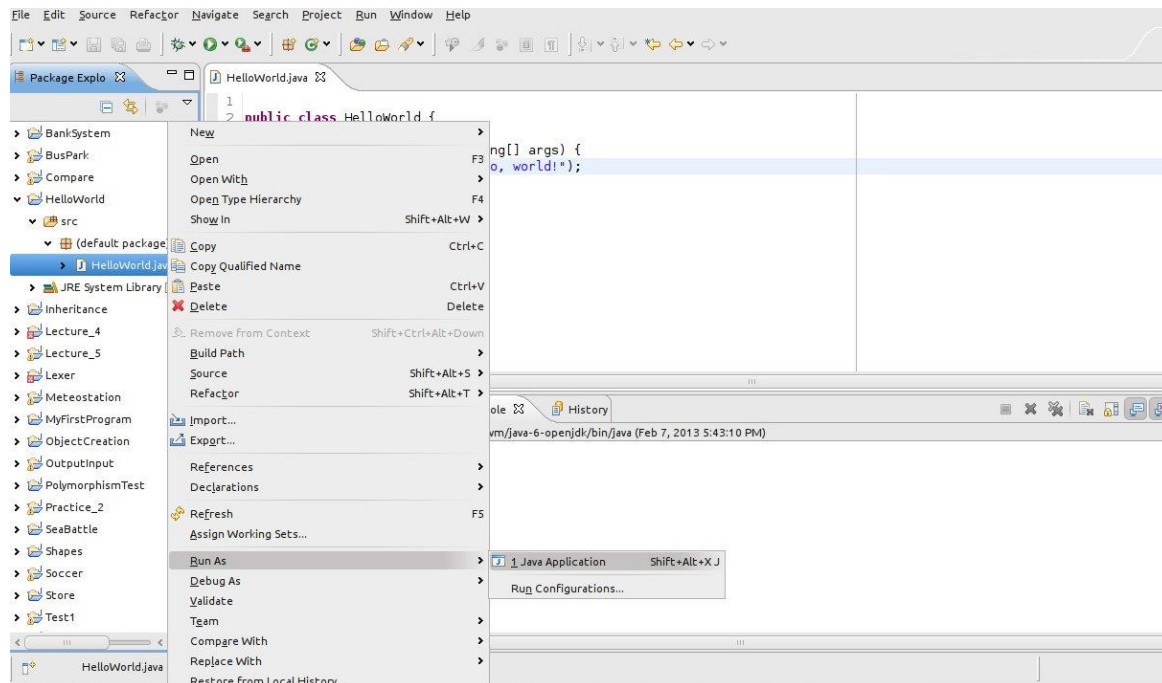 File Edit Source Refactor Navigate Search Project Run Window Help
Package Explo
HelloWorld.java
1
2 public class HelloWorld {
ng[] args) {
o, world!");
BankSystem
BusPark
Compare
HelloWorld
src
(default package
HelloWorld.jav
JRE System Library [
Inheritance
Lecture_4
Lecture_5
Lexer
Meteostation
MyFirstProgram
ObjectCreation
OutputInput
PolymorphismTest
Practice_2
SeaBattle
Shapes
Soccer
Store
Test1
New
Open F3
Open With
Open Type Hierarchy F4
Show In Shift+Alt+W
Copy Ctrl+C
Copy Qualified Name
Paste Ctrl+V
Delete Delete
Remove from Context Shift+Ctrl+Alt+Down
Build Path
Source Shift+Alt+S
Refactor Shift+Alt+T
Import...
Export...
References
Declarations
Refresh F5
Assign Working Sets...
Run As
Debug As
Validate
Team
Compare With
Replace With
Restore from Local History
1 Java Application Shift+Alt+X J
Run Configurations...
ole History
vm/java-6-openjdk/bin/java (Feb 7, 2013 5:43:10 PM)
HelloWorld.java